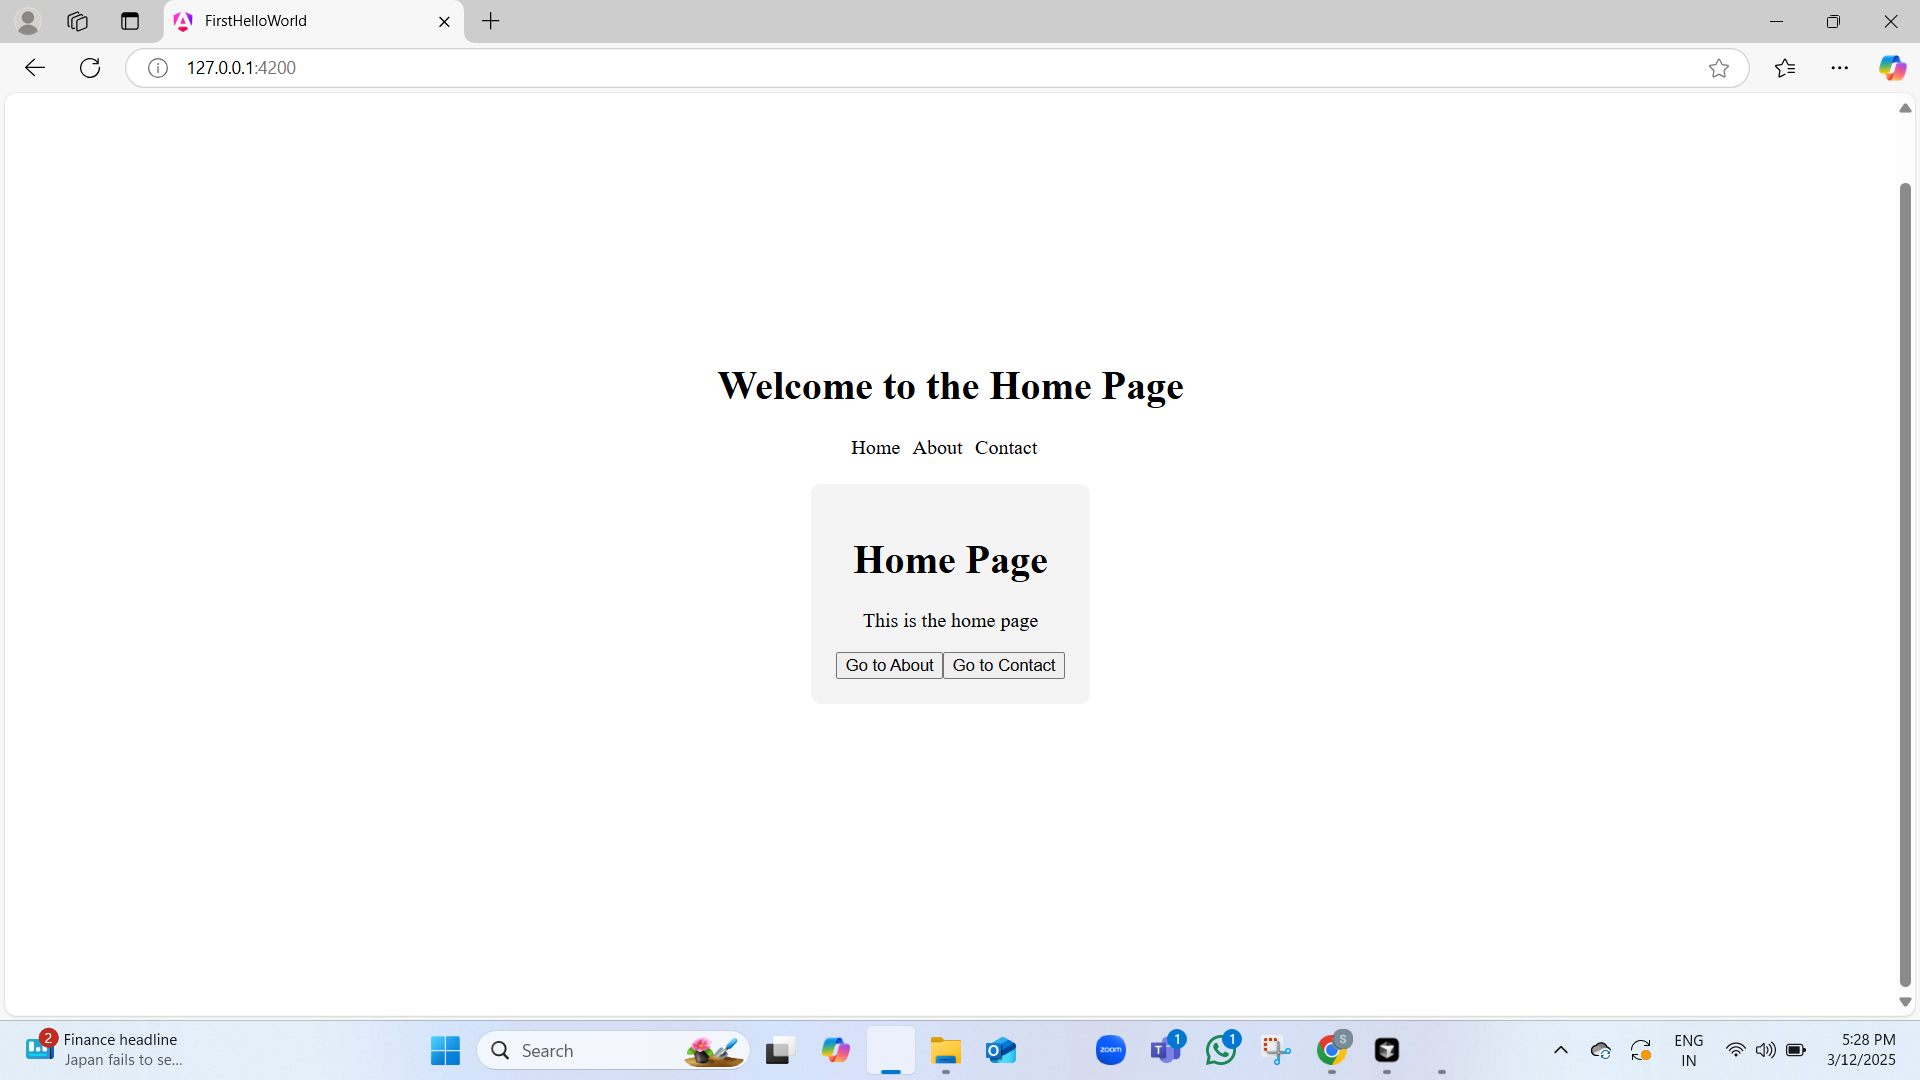 FirstHelloWorld
127.0.0.1:4200
Welcome to the Home Page
Home About Contact
Home Page
This is the home page
Go to About Go to Contact
2
Finance headline
Japan fails to se...
Search
zoom
T 1
1
S
ENG
IN
5:28 PM
3/12/2025